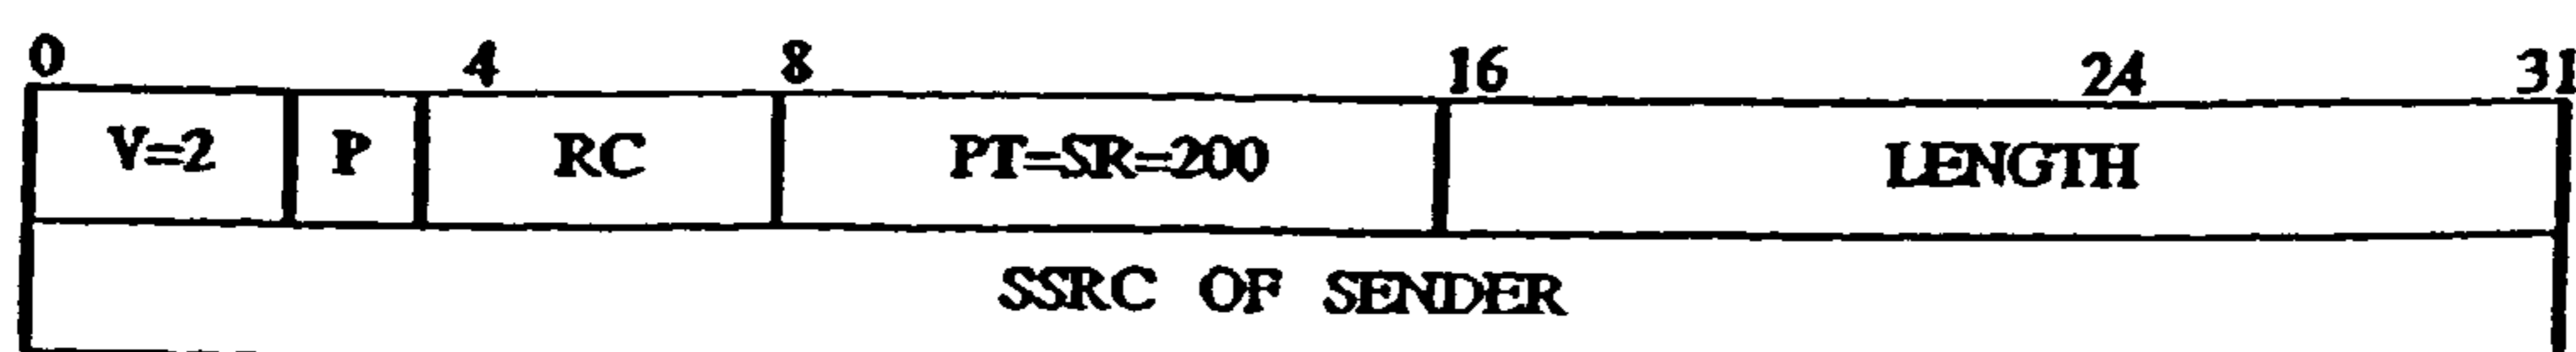 0 4 8 16 24 31
V=2 P RC PT=SR=200 LENGTH
SSRC OF SENDER